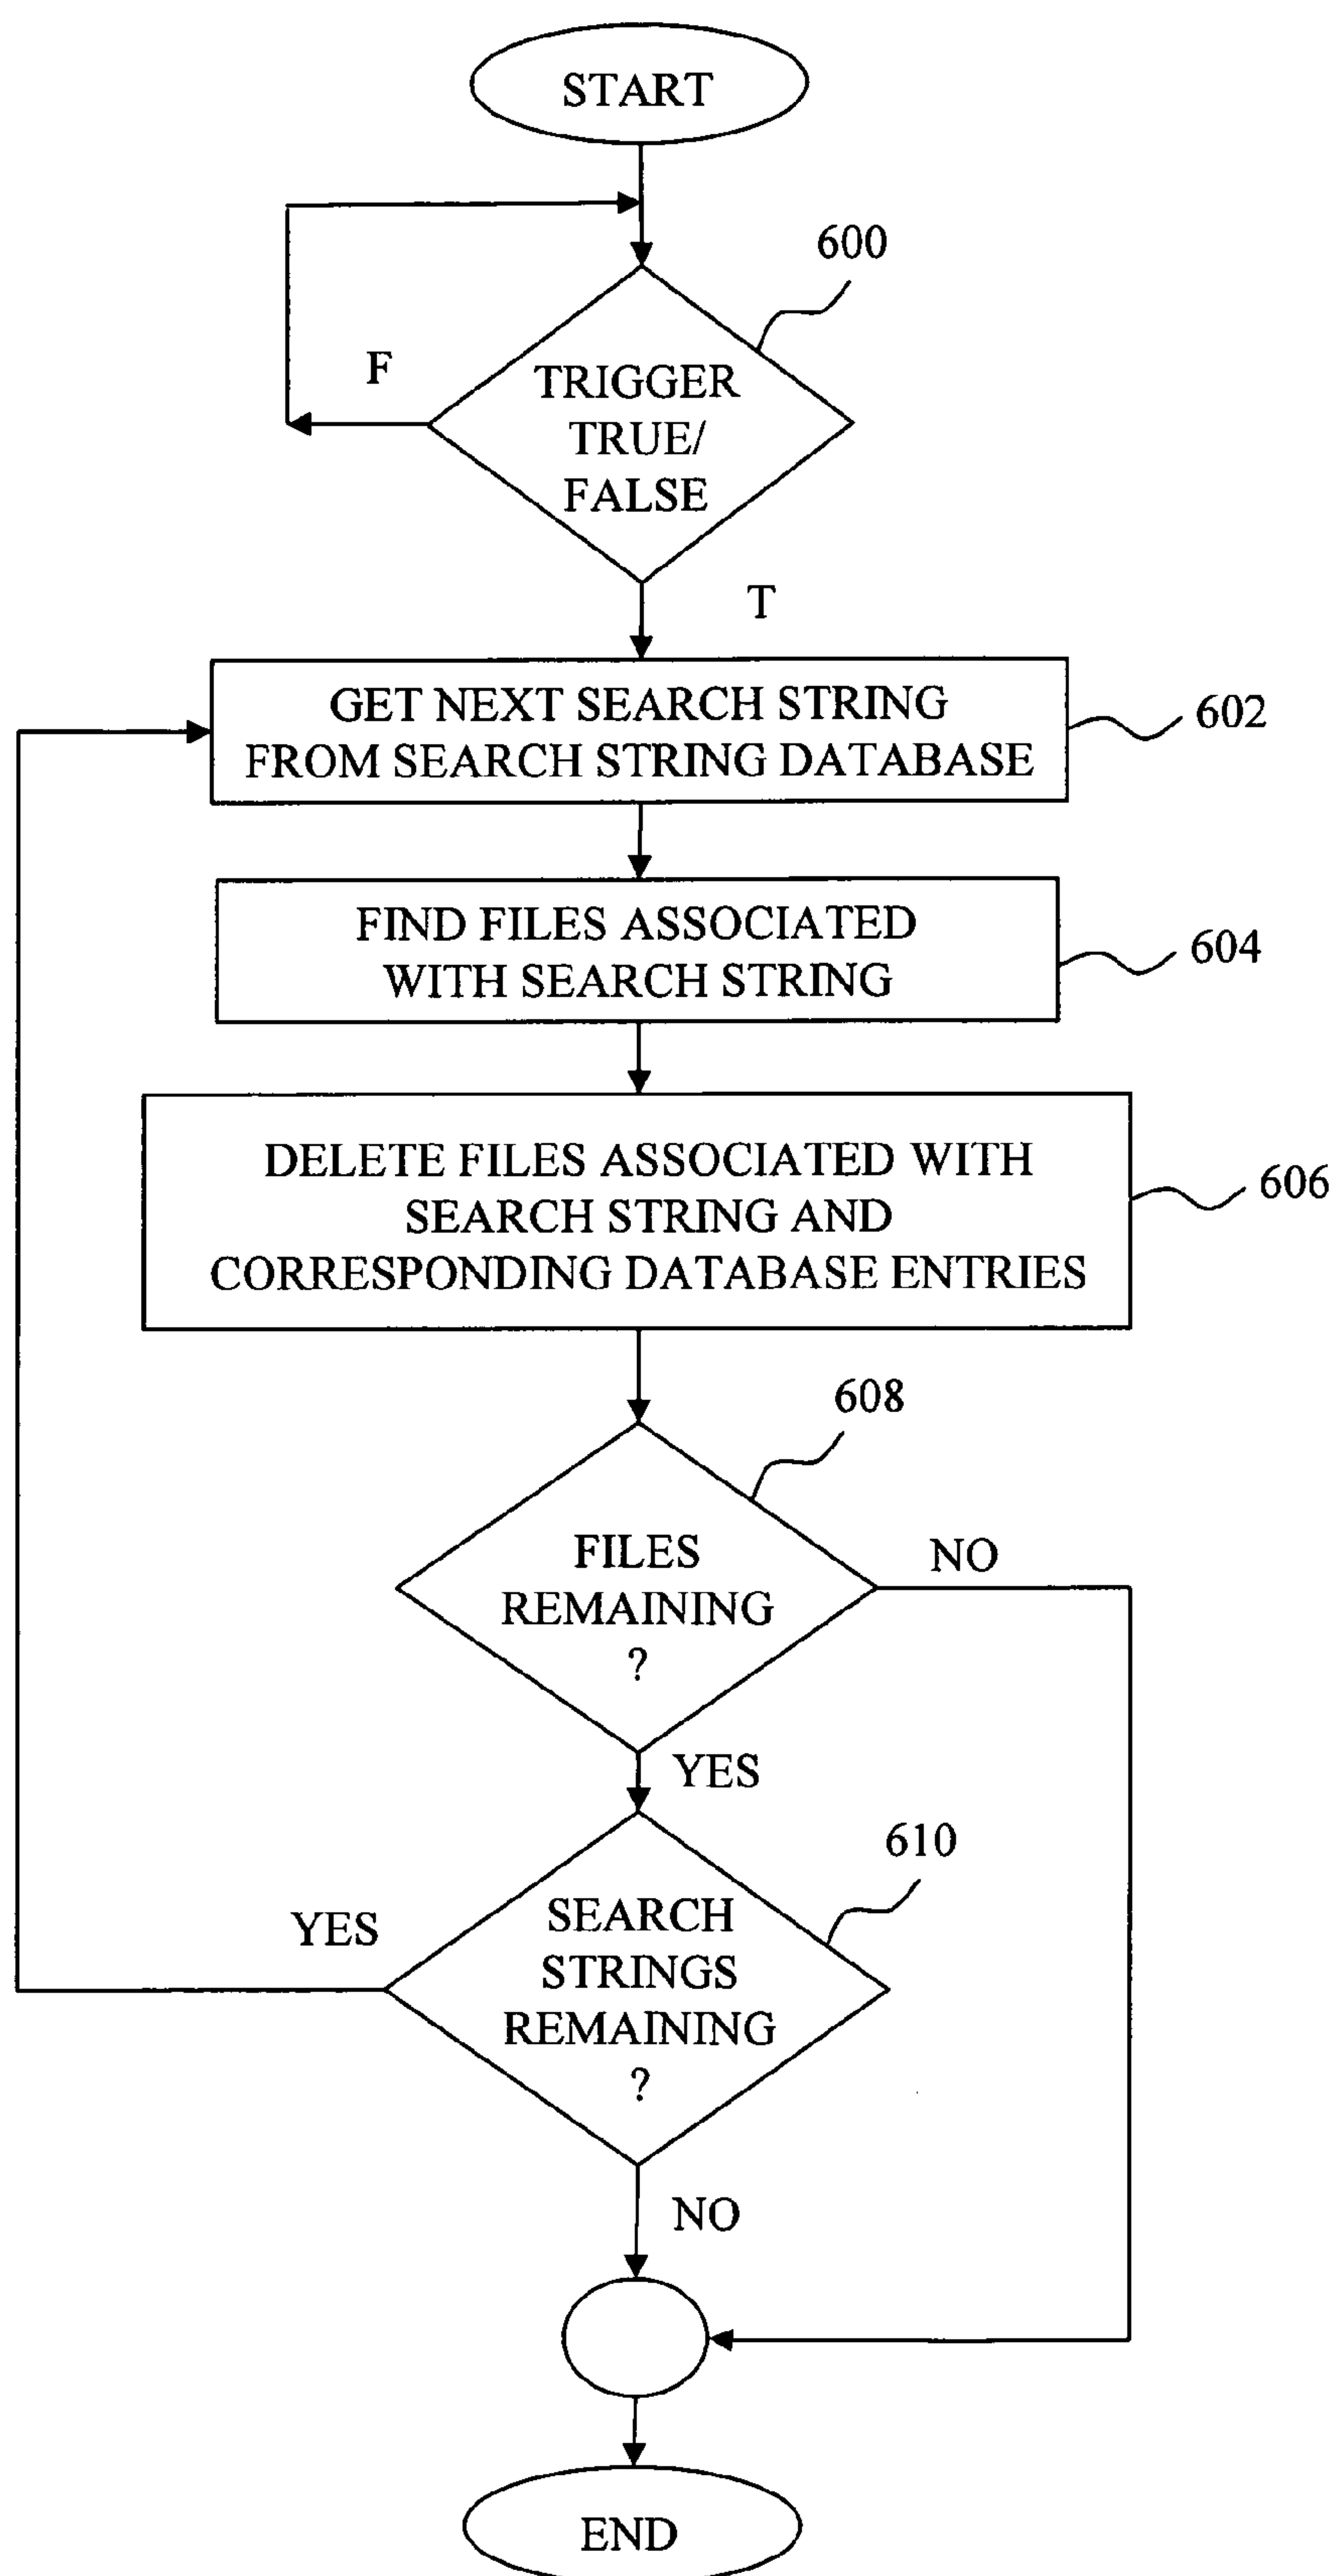 START
600
F
TRIGGER
TRUE/
FALSE
T
GET NEXT SEARCH STRING
FROM SEARCH STRING DATABASE
602
FIND FILES ASSOCIATED
WITH SEARCH STRING
604
DELETE FILES ASSOCIATED WITH
SEARCH STRING AND
CORRESPONDING DATABASE ENTRIES
606
608
FILES
REMAINING
?
NO
YES
610
YES
SEARCH
STRINGS
REMAINING
?
NO
END